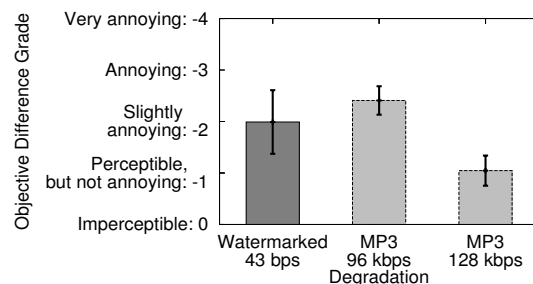 Objective Difference Grade
Very annoying: -4
Annoying: -3
Slightly
annoying: -2
Perceptible,
but not annoying: -1
Imperceptible: 0
Watermarked
43 bps
MP3
96 kbps
MP3
128 kbps
Degradation